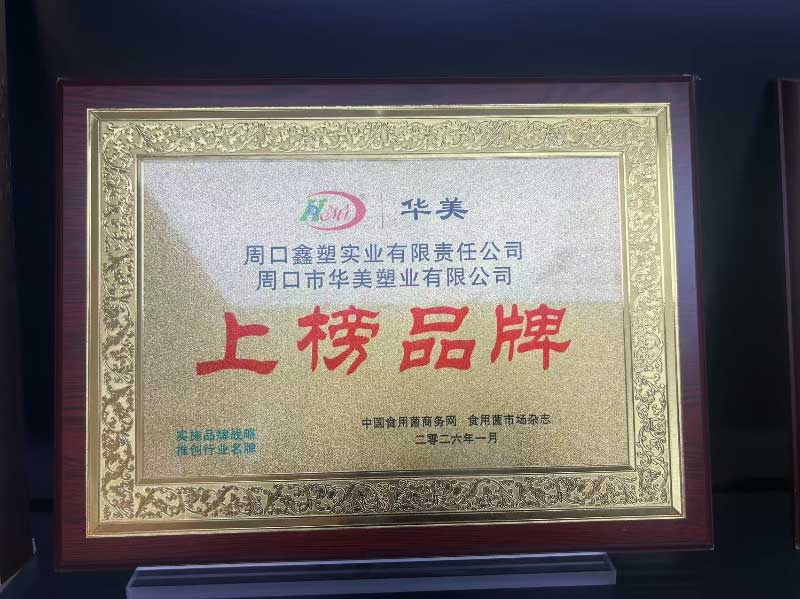 HM 华美
周口鑫塑实业有限责任公司
周口市华美塑业有限公司
上榜品牌
中国食用菌商务网 食用菌市场杂志
二零二六年一月
实施品牌战略
推创行业名牌